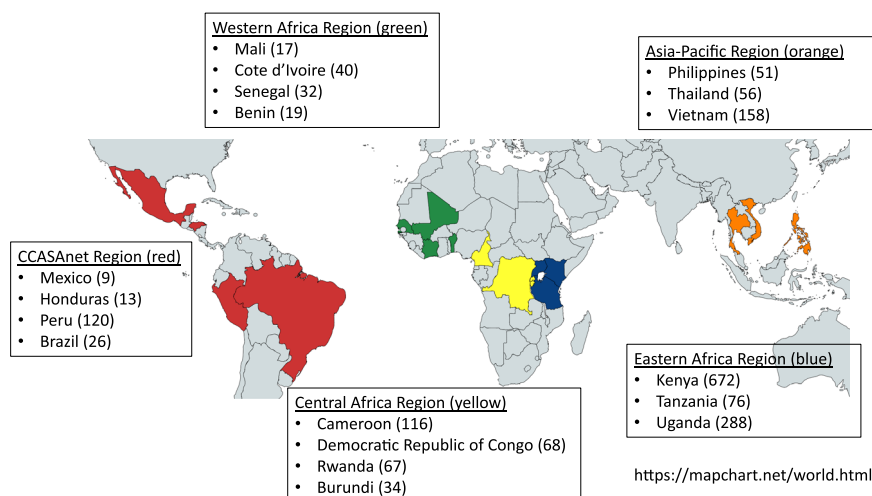 Western Africa Region (green)
• Mali (17)
• Cote d’Ivoire (40)
• Senegal (32)
• Benin (19)
Asia-Pacific Region (orange)
• Philippines (51)
• Thailand (56)
• Vietnam (158)
CCASAnet Region (red)
• Mexico (9)
• Honduras (13)
• Peru (120)
• Brazil (26)
Eastern Africa Region (blue)
• Kenya (672)
• Tanzania (76)
• Uganda (288)
Central Africa Region (yellow)
• Cameroon (116)
• Democratic Republic of Congo (68)
• Rwanda (67)
• Burundi (34)
https://mapchart.net/world.html